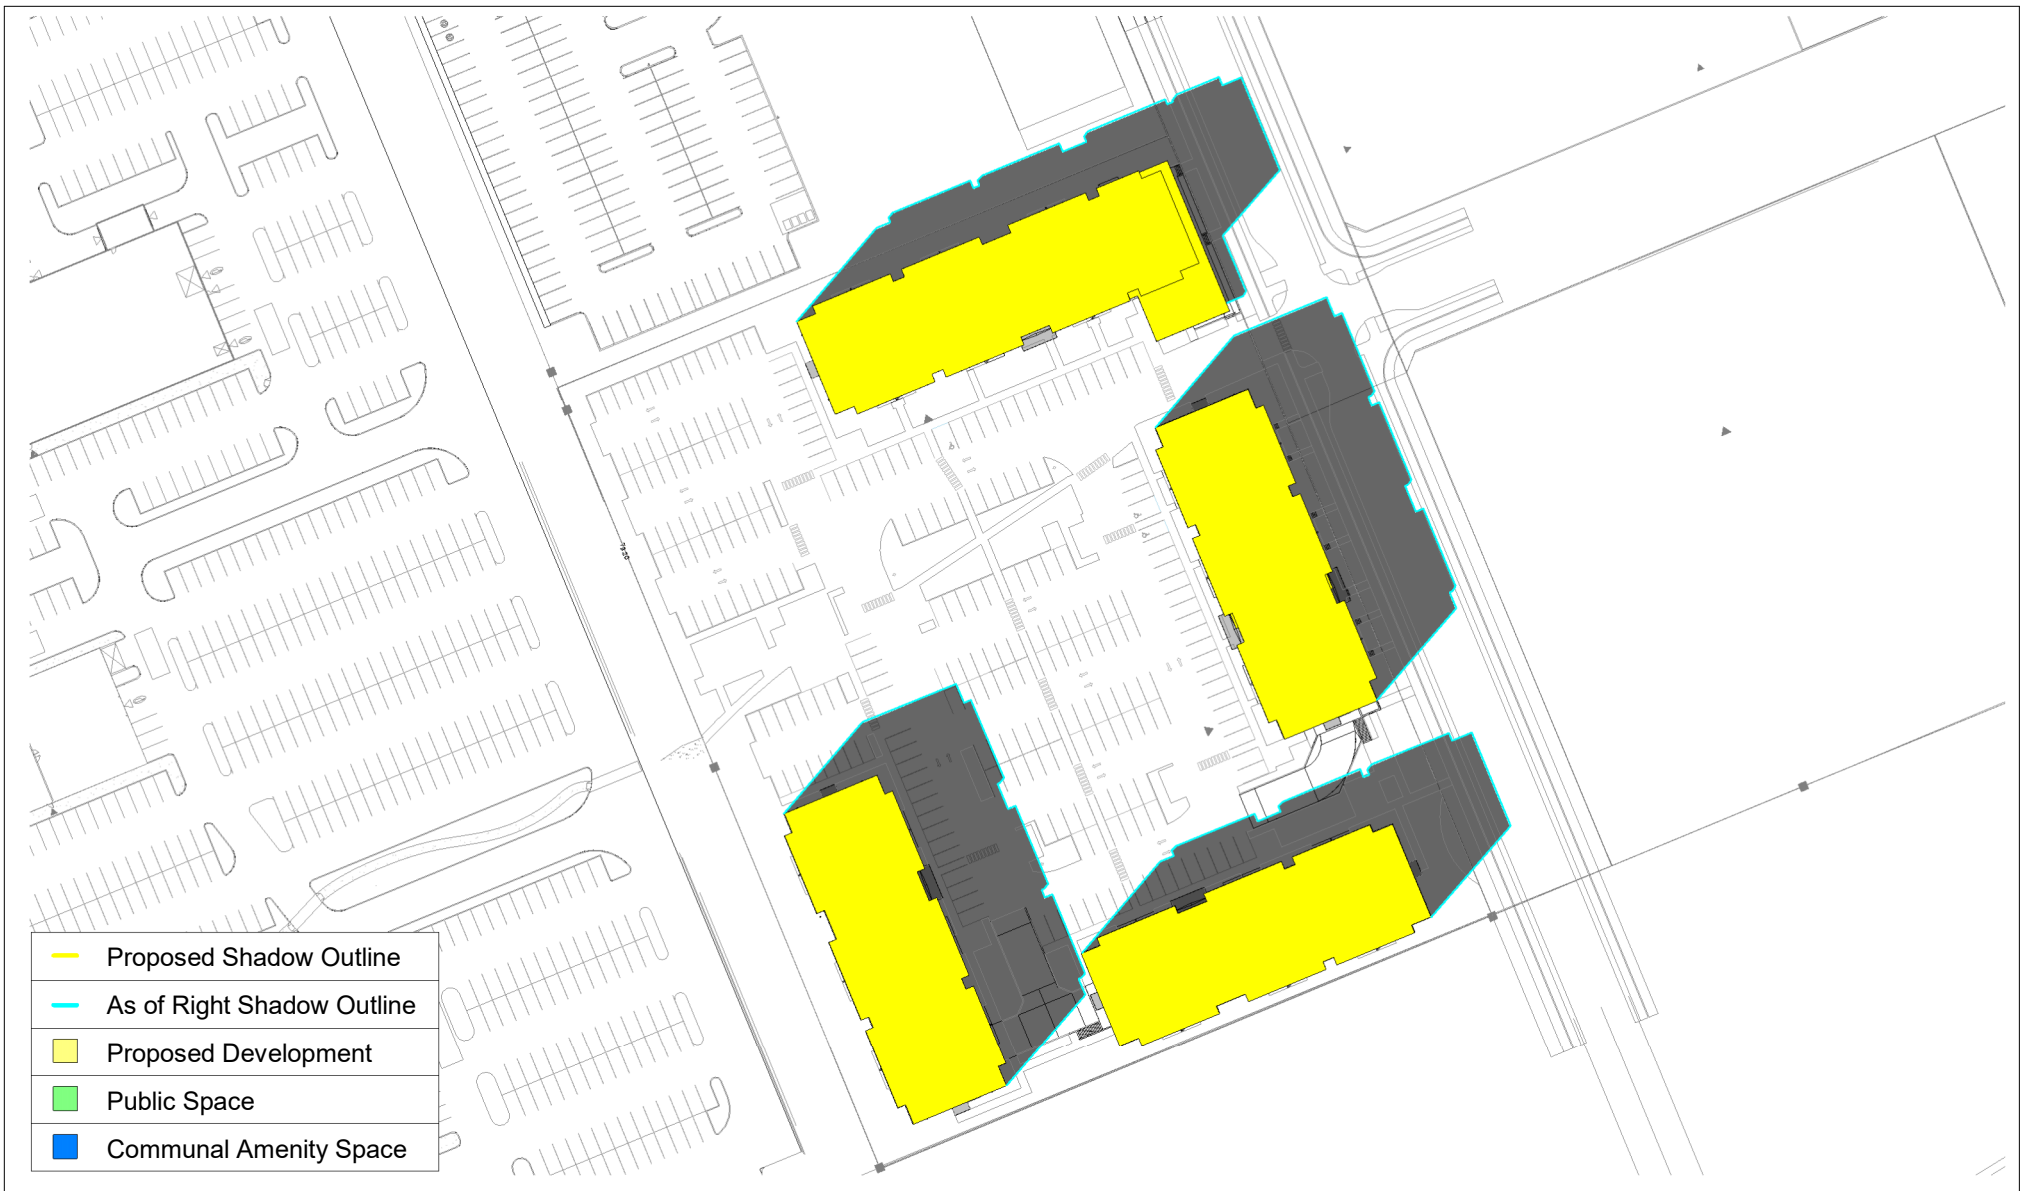 Proposed Shadow Outline
As of Right Shadow Outline
Proposed Development
Public Space
Communal Amenity Space